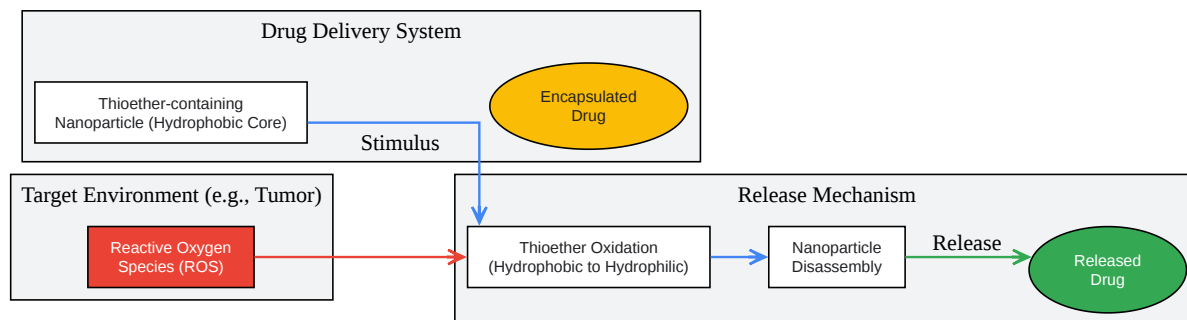 Drug Delivery System
Thioether-containing
Nanoparticle (Hydrophobic Core)
Encapsulated
Drug
Stimulus
Target Environment (e.g., Tumor)
Reactive Oxygen
Species (ROS)
Release Mechanism
Thioether Oxidation
(Hydrophobic to Hydrophilic)
Nanoparticle
Disassembly
Release
Released
Drug